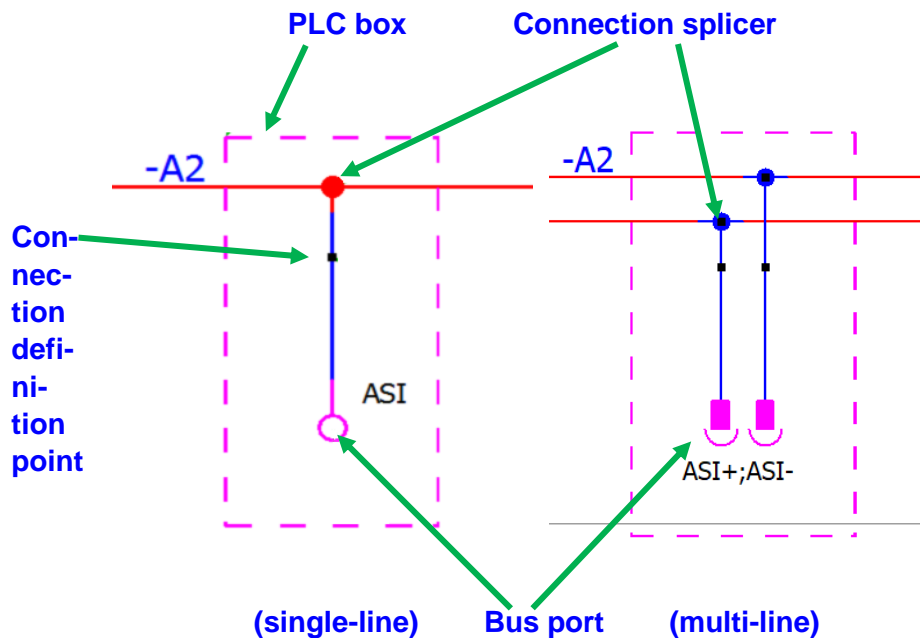 PLC box
Connection splicer
-A2
-A2
Con-
nec-
tion
defi-
ni-
tion
point
ASI
ASI+;ASI-
(single-line)
Bus port
(multi-line)